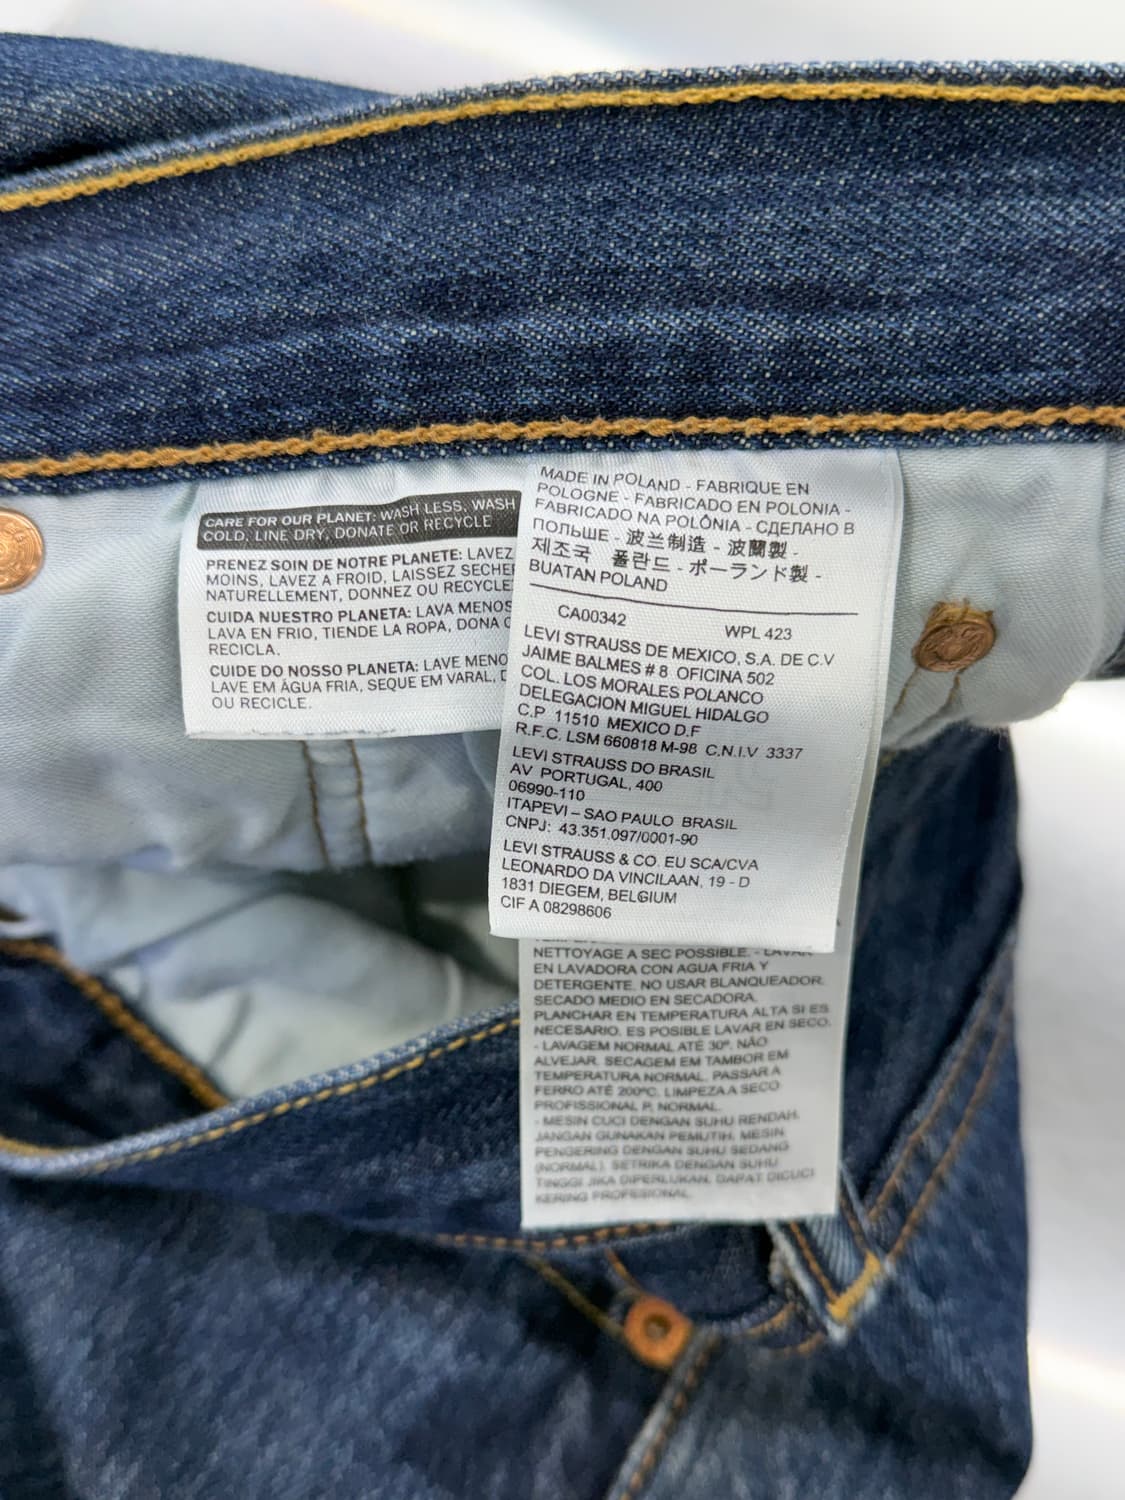 CARE FOR OUR PLANET: WASH LESS, WASH
COLD, LINE DRY, DONATE OR RECYCLE
PRENEZ SOIN DE NOTRE PLANETE: LAVEZ
MOINS, LAVEZ A FROID, LAISSEZ SECHER
NATURELLEMENT, DONNEZ OU RECYCLE
CUIDA NUESTRO PLANETA: LAVA MENOS
LAVA EN FRIO, TIENDE LA ROPA, DONA
RECICLA.
CUIDE DO NOSSO PLANETA: LAVE MENO
LAVE EM ÁGUA FRIA, SEQUE EM VARAL,
OU RECICLE.
MADE IN POLAND - FABRIQUE EN
POLOGNE - FABRICADO EN POLONIA -
FABRICADO NA POLÔNIA - СДЕЛАНО В
ПОЛЬШЕ - 波兰制造 - 波蘭製 -
제조국 폴란드 - ポーランド製 -
BUATAN POLAND
CA00342 WPL 423
LEVI STRAUSS DE MEXICO, S.A. DE C.V
JAIME BALMES # 8 OFICINA 502
COL. LOS MORALES POLANCO
DELEGACION MIGUEL HIDALGO
C.P 11510 MEXICO D.F
R.F.C. LSM 660818 M-98 C.N.I.V 3337
LEVI STRAUSS DO BRASIL
AV PORTUGAL, 400
06990-110
ITAPEVI – SAO PAULO BRASIL
CNPJ: 43.351.097/0001-90
LEVI STRAUSS & CO. EU SCA/CVA
LEONARDO DA VINCILAAN, 19 - D
1831 DIEGEM, BELGIUM
CIF A 08298606
NETTOYAGE A SEC POSSIBLE. - LAVAR
EN LAVADORA CON AGUA FRIA Y
DETERGENTE, NO USAR BLANQUEADOR.
SECADO MEDIO EN SECADORA.
PLANCHAR EN TEMPERATURA ALTA SI ES
NECESARIO. ES POSIBLE LAVAR EN SECO.
- LAVAGEM NORMAL ATÉ 30º. NÃO
ALVEJAR. SECAGEM EM TAMBOR EM
TEMPERATURA NORMAL. PASSAR A
FERRO ATÉ 200ºC. LIMPEZA A SECO
PROFISSIONAL P, NORMAL.
- MESIN CUCI DENGAN SUHU RENDAH.
JANGAN GUNAKAN PEMUTIH. MESIN
PENGERING DENGAN SUHU SEDANG
(NORMAL). SETRIKA DENGAN SUHU
TINGGI JIKA DIPERLUKAN. DAPAT DICUCI
KERING PROFESIONAL.